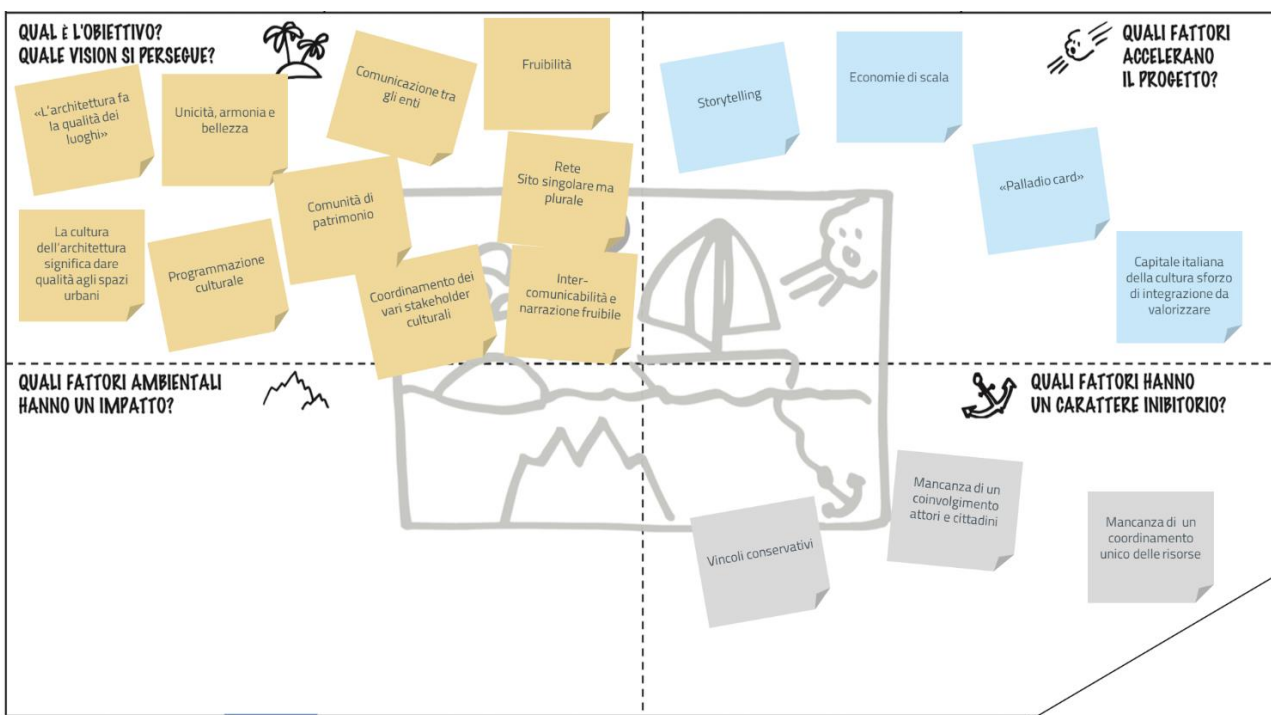 QUAL È L'OBIETTIVO?
QUALE VISION SI PERSEGUE?
«L'architettura fa
la qualità dei
luoghi»
Unicità, armonia e
bellezza
Comunicazione tra
gli enti
Fruibilità
La cultura
dell'architettura
significa dare
qualità agli spazi
urbani
Programmazione
culturale
Comunità di
patrimonio
Rete
Sito singolare ma
plurale
Coordinamento dei
vari stakeholder
culturali
Inter-
comunicabilità e
narrazione fruibile
QUALI FATTORI
ACCELERANO
IL PROGETTO?
Storytelling
Economie di scala
«Palladio card»
Capitale italiana
della cultura sforzo
di integrazione da
valorizzare
QUALI FATTORI AMBIENTALI
HANNO UN IMPATTO?
QUALI FATTORI HANNO
UN CARATTERE INIBITORIO?
Vincoli conservativi
Mancanza di un
coinvolgimento
attori e cittadini
Mancanza di un
coordinamento
unico delle risorse